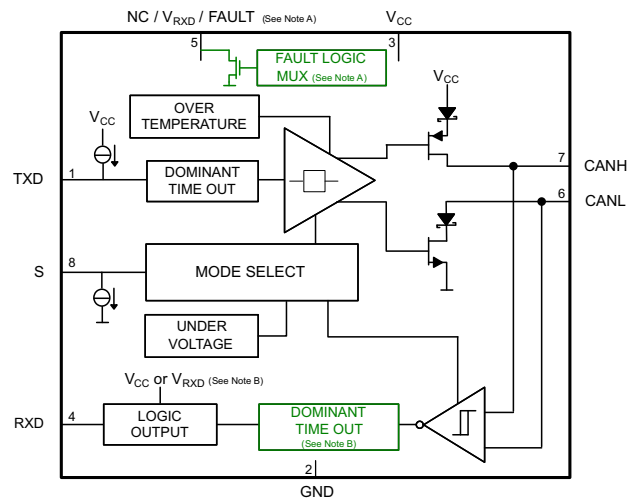 NC / VRXD / FAULT (See Note A)
VCC
5
3
FAULT LOGIC
MUX (See Note A)
VCC
OVER
TEMPERATURE
VCC
TXD
1
DOMINANT
TIME OUT
7
CANH
6
CANL
S
8
MODE SELECT
UNDER
VOLTAGE
VCC or VRXD (See Note B)
RXD
4
LOGIC
OUTPUT
DOMINANT
TIME OUT
(See Note B)
2
GND